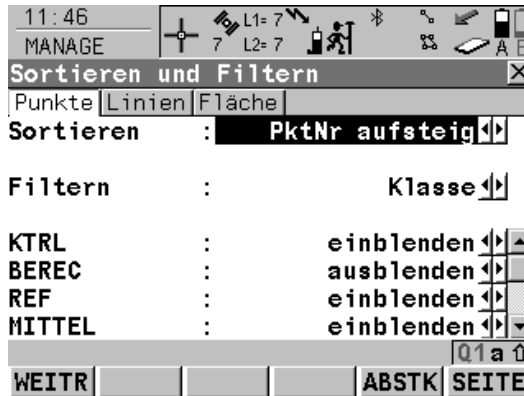 11:46
MANAGE
7 L1= 7
L2= 7
A B
Sortieren und Filtern
Punkte Linien Fläche
Sortieren : PktNr aufsteig
Filtern : Klasse
KTRL : einblenden
BEREC : ausblenden
REF : einblenden
MITTEL : einblenden
Q1 a
WEITR ABSTK SEITE